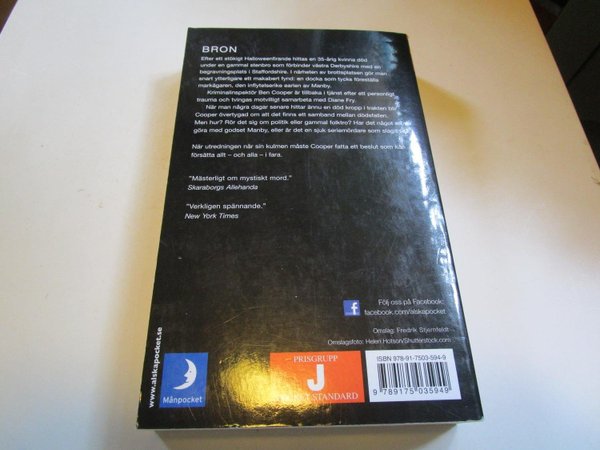 BRON
Efter ett stökigt Halloweenfirande hittas en 35-årig kvinna död
under en gammal stenbro som förbinder västra Derbyshire med en
begravningsplats i Staffordshire. I närheten av brottsplatsen gör man
snart ytterligare ett makabert fynd: en docka som tycks föreställa
markägaren, den inflytelserike earlen av Manby.
Kriminalinspektör Ben Cooper är tillbaka i tjänst efter ett personligt
trauma och tvingas motvilligt samarbeta med Diane Fry.
När man några dagar senare hittar ännu en död kropp i trakten blir
Cooper övertygad om att det finns ett samband mellan dödsfallen.
Men hur? Rör det sig om politik eller gammal folktro? Har det något att
göra med godset Manby, eller är det en sjuk seriemördare som slagit
När utredningen når sin kulmen måste Cooper fatta ett beslut som kan
försätta allt – och alla – i fara.
"Mästerligt om mystiskt mord."
Skaraborgs Allehanda
"Verkligen spännande."
New York Times
Följ oss på Facebook:
facebook.com/alskapocket
Omslag: Fredrik Stjernfeldt
Omslagsfoto: Helen Hotson/Shutterstock.com
www.alskapocket.se
Månpocket
PRISGRUPP
J
STANDARD
ISBN 978-91-7503-594-9
9 789175 035949